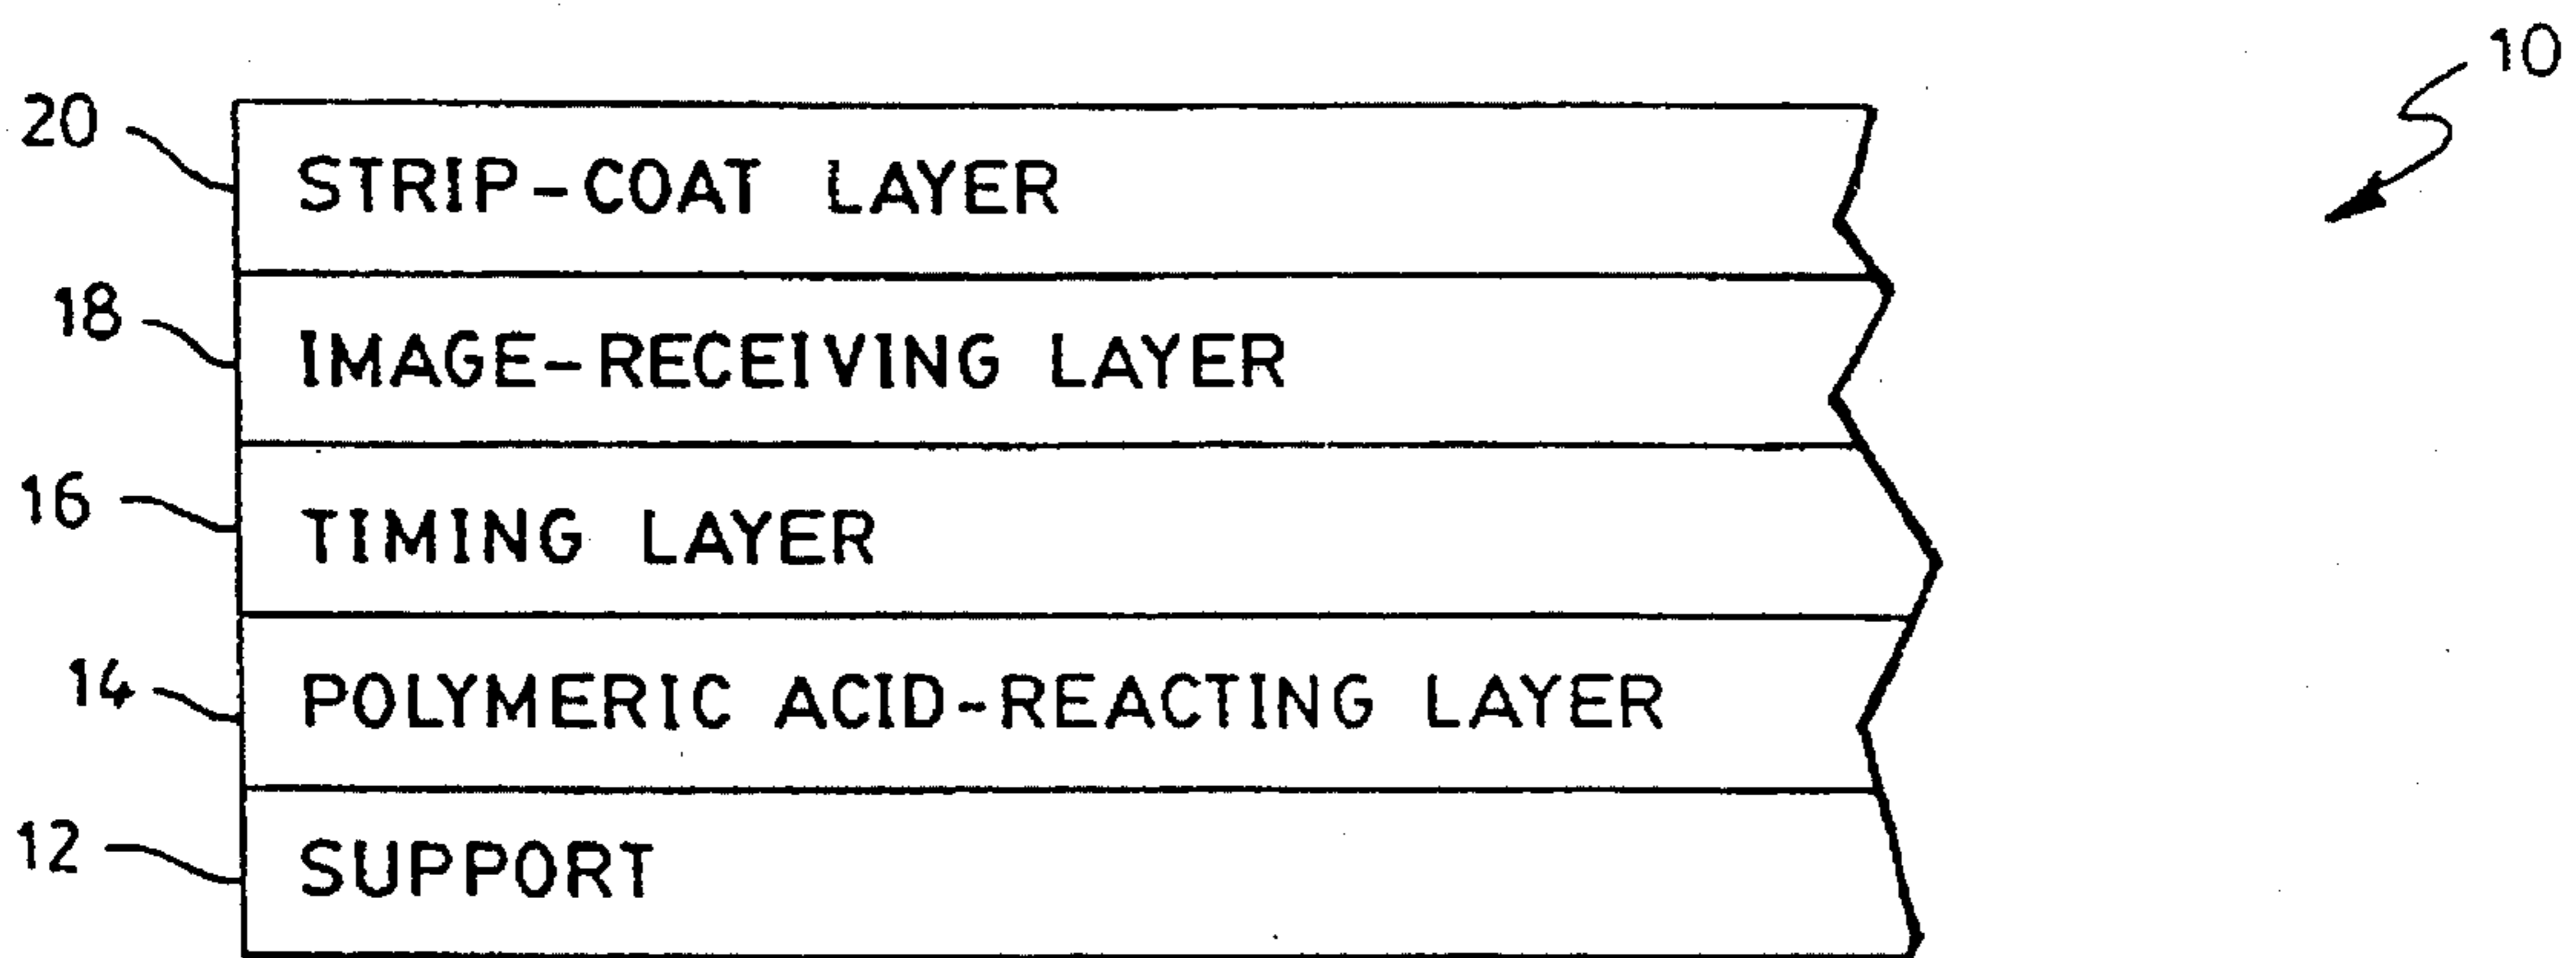 10
20 STRIP-COAT LAYER
18 IMAGE-RECEIVING LAYER
16 TIMING LAYER
14 POLYMERIC ACID-REACTING LAYER
12 SUPPORT